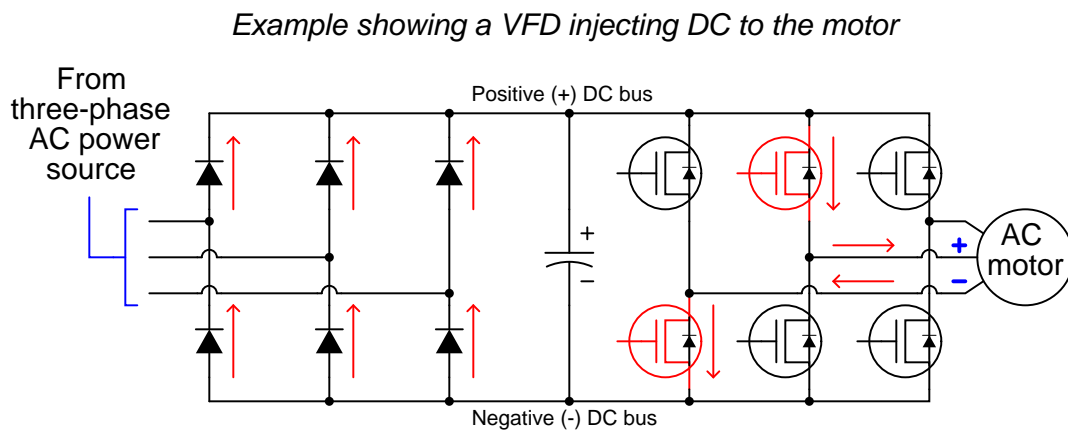 Example showing a VFD injecting DC to the motor
From
three-phase
AC power
source
Positive (+) DC bus
+
−
+
−
AC
motor
Negative (-) DC bus